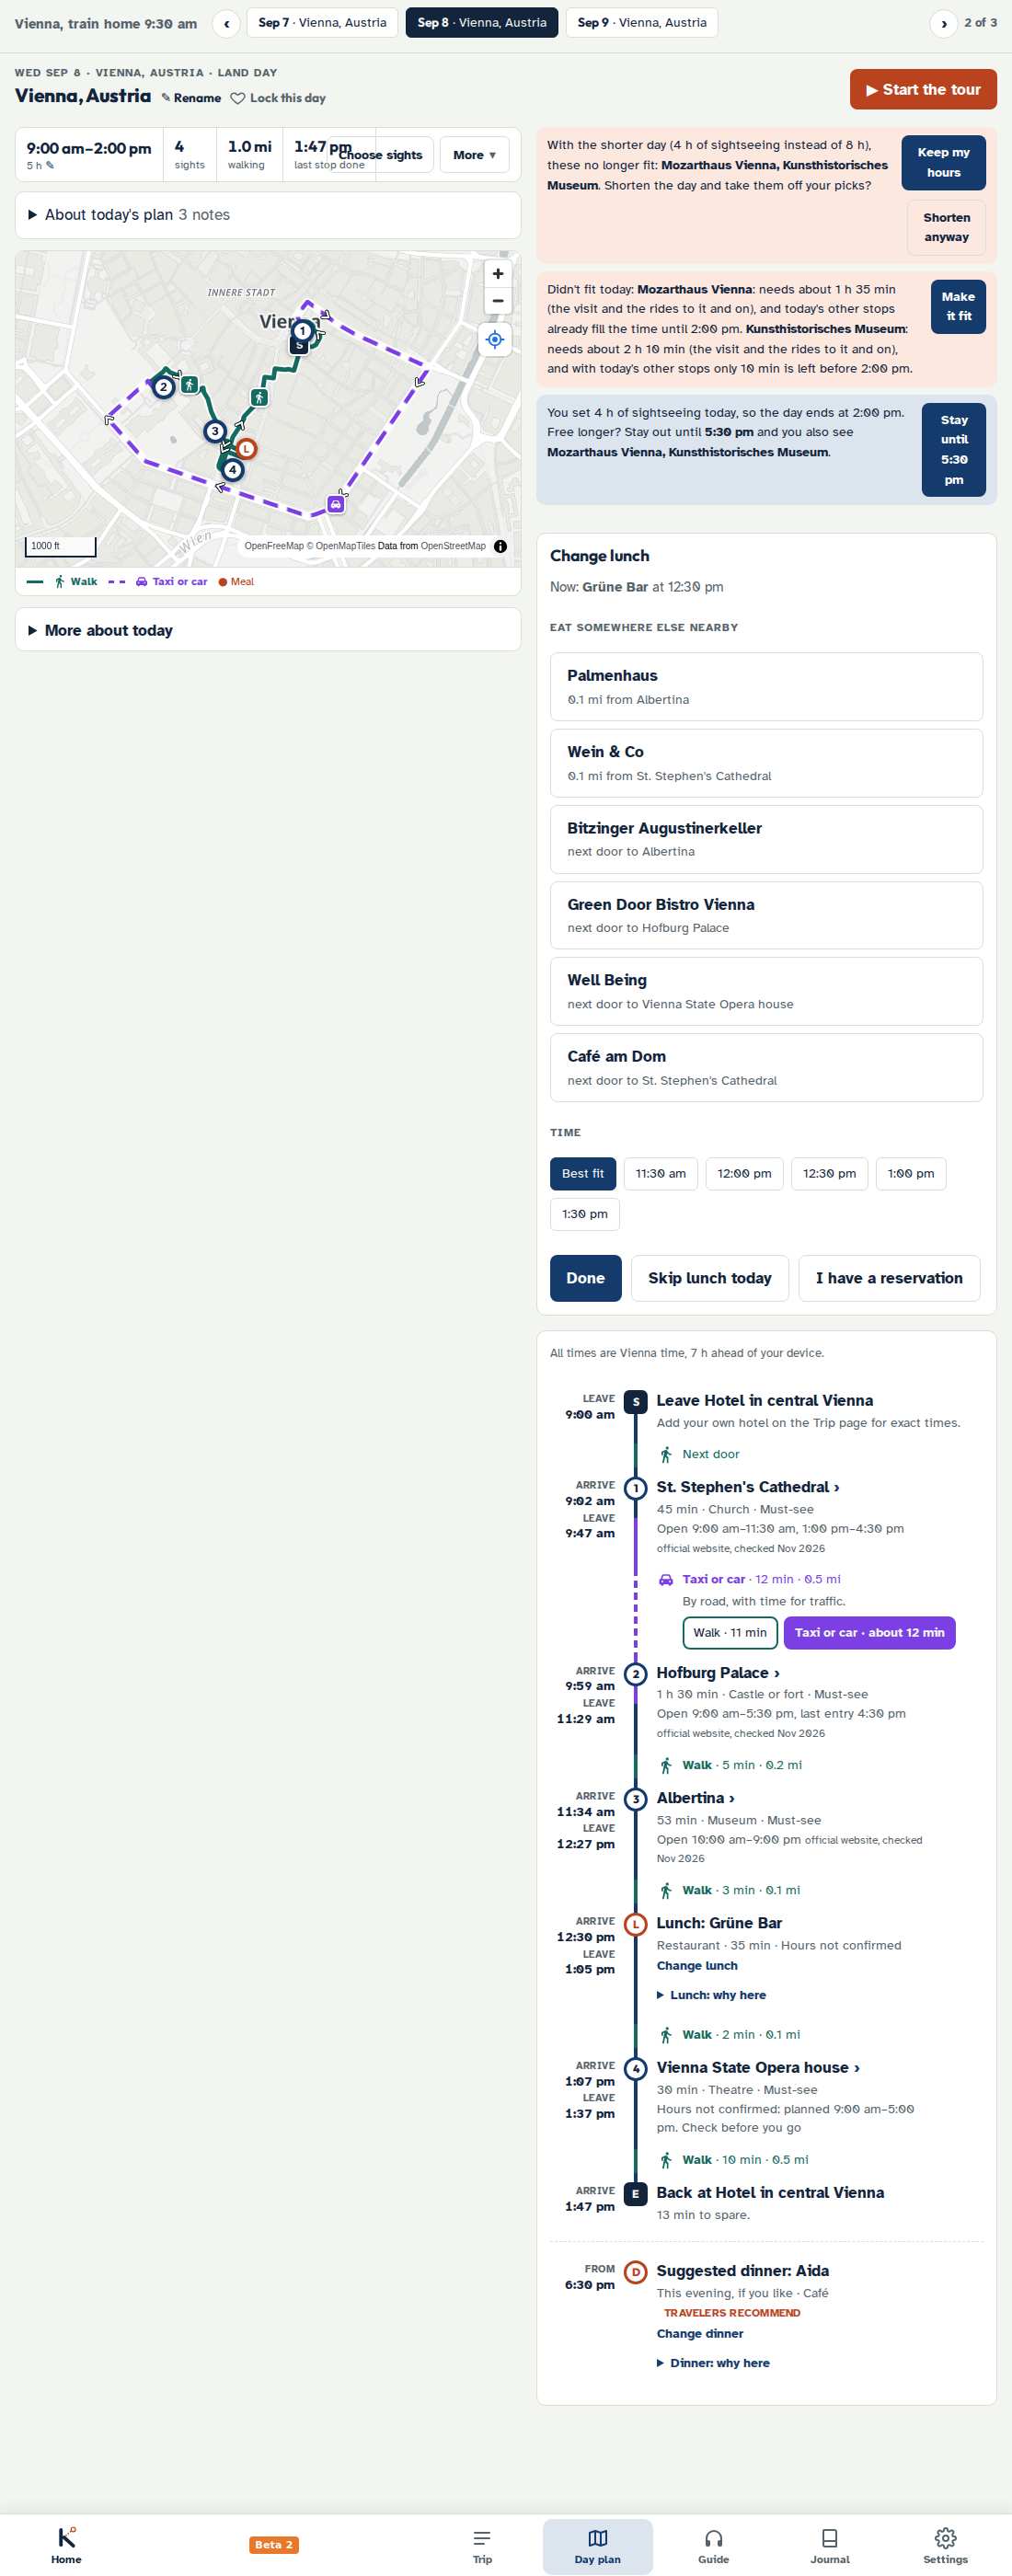 Vienna, train home 9:30 am
‹
Sep 7 · Vienna, Austria
Sep 8 · Vienna, Austria
Sep 9 · Vienna, Austria
›
2 of 3
WED SEP 8 · VIENNA, AUSTRIA · LAND DAY
Vienna, Austria ✎ Rename Lock this day
▶ Start the tour
9:00 am–2:00 pm
5 h ✎
4
sights
1.0 mi
walking
1:47 pm
last stop done
Choose sights
More ▾
▶ About today's plan 3 notes
INNERE STADT
Vienna
1
S
2
3
L
4
+
−
1000 ft
Wien
OpenFreeMap © OpenMapTiles Data from OpenStreetMap
Walk Taxi or car Meal
▶ More about today
With the shorter day (4 h of sightseeing instead of 8 h),
these no longer fit: Mozarthaus Vienna, Kunsthistorisches
Museum. Shorten the day and take them off your picks?
Keep my
hours
Shorten
anyway
Didn't fit today: Mozarthaus Vienna: needs about 1 h 35 min
(the visit and the rides to it and on), and today's other stops
already fill the time until 2:00 pm. Kunsthistorisches Museum:
needs about 2 h 10 min (the visit and the rides to it and on),
and with today's other stops only 10 min is left before 2:00 pm.
Make
it fit
You set 4 h of sightseeing today, so the day ends at 2:00 pm.
Free longer? Stay out until 5:30 pm and you also see
Mozarthaus Vienna, Kunsthistorisches Museum.
Stay
until
5:30
pm
Change lunch
Now: Grüne Bar at 12:30 pm
EAT SOMEWHERE ELSE NEARBY
Palmenhaus
0.1 mi from Albertina
Wein & Co
0.1 mi from St. Stephen's Cathedral
Bitzinger Augustinerkeller
next door to Albertina
Green Door Bistro Vienna
next door to Hofburg Palace
Well Being
next door to Vienna State Opera house
Café am Dom
next door to St. Stephen's Cathedral
TIME
Best fit
11:30 am
12:00 pm
12:30 pm
1:00 pm
1:30 pm
Done
Skip lunch today
I have a reservation
All times are Vienna time, 7 h ahead of your device.
LEAVE
9:00 am
S
Leave Hotel in central Vienna
Add your own hotel on the Trip page for exact times.
Next door
ARRIVE
9:02 am
LEAVE
9:47 am
1
St. Stephen's Cathedral ›
45 min · Church · Must-see
Open 9:00 am–11:30 am, 1:00 pm–4:30 pm
official website, checked Nov 2026
Taxi or car · 12 min · 0.5 mi
By road, with time for traffic.
Walk · 11 min
Taxi or car · about 12 min
ARRIVE
9:59 am
LEAVE
11:29 am
2
Hofburg Palace ›
1 h 30 min · Castle or fort · Must-see
Open 9:00 am–5:30 pm, last entry 4:30 pm
official website, checked Nov 2026
Walk · 5 min · 0.2 mi
ARRIVE
11:34 am
LEAVE
12:27 pm
3
Albertina ›
53 min · Museum · Must-see
Open 10:00 am–9:00 pm official website, checked
Nov 2026
Walk · 3 min · 0.1 mi
ARRIVE
12:30 pm
LEAVE
1:05 pm
L
Lunch: Grüne Bar
Restaurant · 35 min · Hours not confirmed
Change lunch
▶ Lunch: why here
Walk · 2 min · 0.1 mi
ARRIVE
1:07 pm
LEAVE
1:37 pm
4
Vienna State Opera house ›
30 min · Theatre · Must-see
Hours not confirmed: planned 9:00 am–5:00
pm. Check before you go
Walk · 10 min · 0.5 mi
ARRIVE
1:47 pm
E
Back at Hotel in central Vienna
13 min to spare.
FROM
6:30 pm
D
Suggested dinner: Aida
This evening, if you like · Café
TRAVELERS RECOMMEND
Change dinner
▶ Dinner: why here
Home
Beta 2
Trip
Day plan
Guide
Journal
Settings